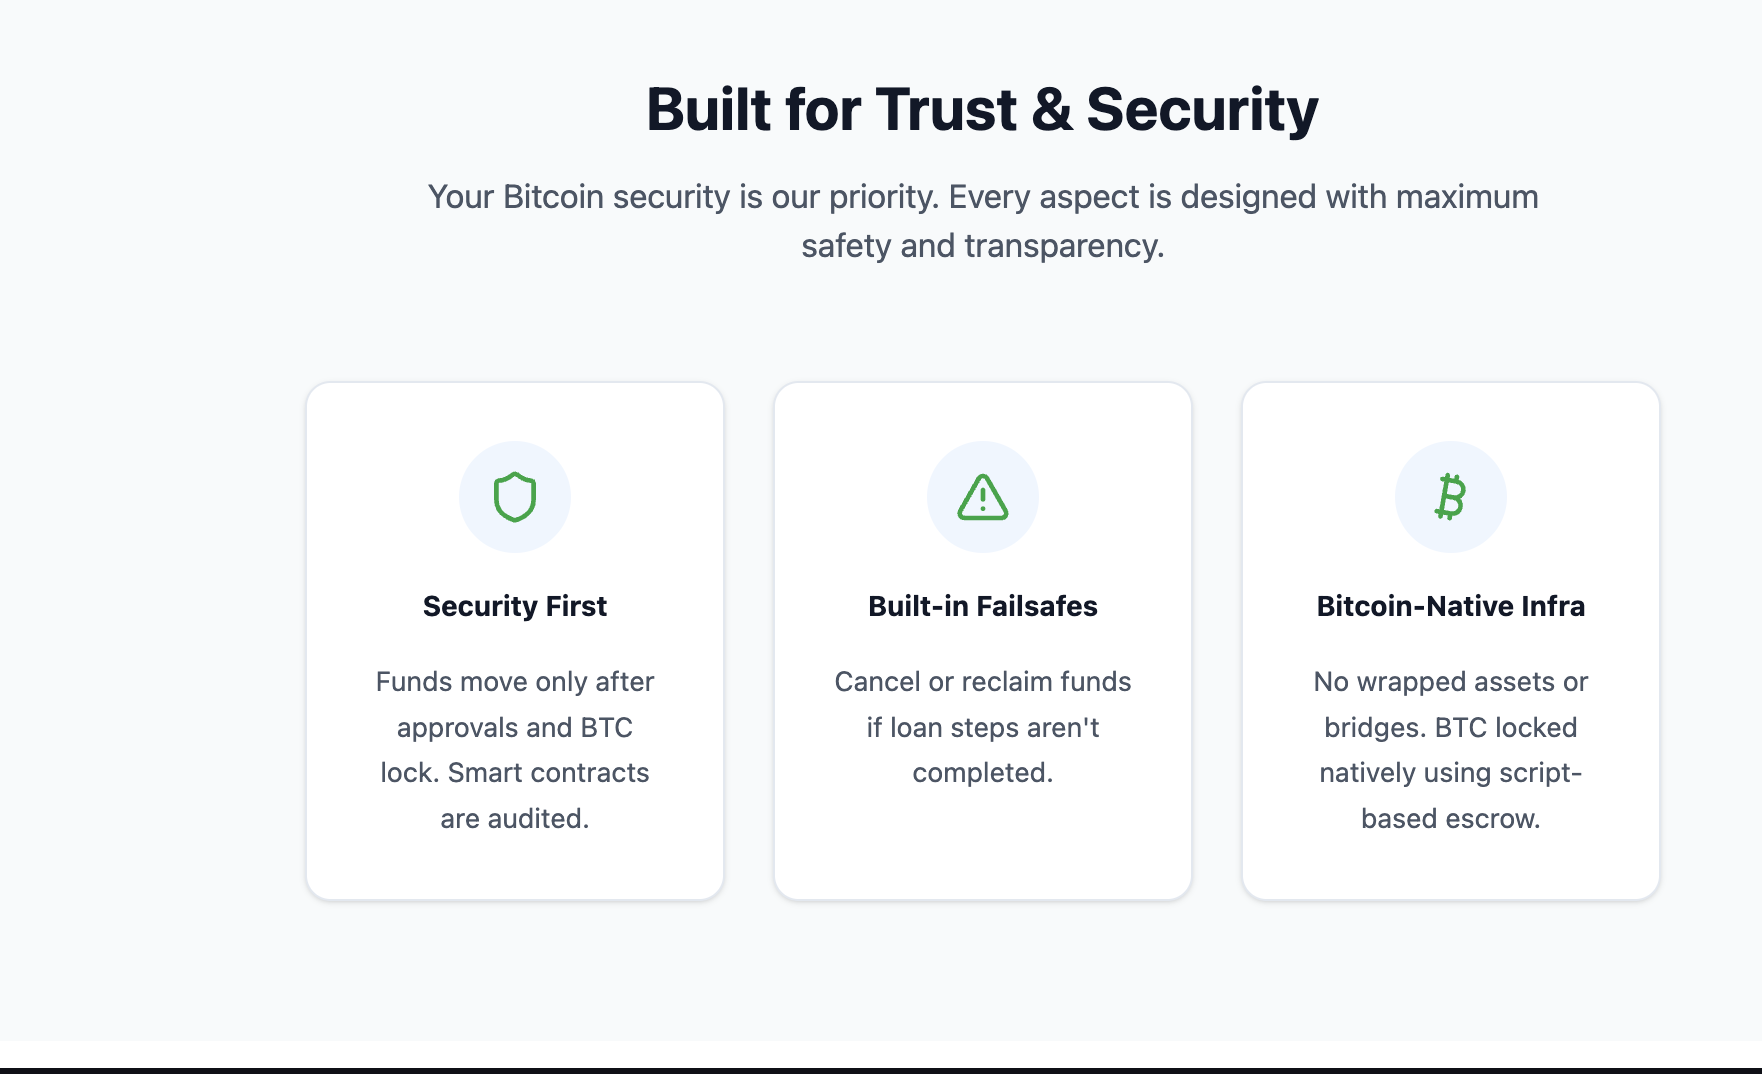 Built for Trust & Security
Your Bitcoin security is our priority. Every aspect is designed with maximum
safety and transparency.
Security First
Funds move only after
approvals and BTC
lock. Smart contracts
are audited.
Built-in Failsafes
Cancel or reclaim funds
if loan steps aren't
completed.
Bitcoin-Native Infra
No wrapped assets or
bridges. BTC locked
natively using script-
based escrow.